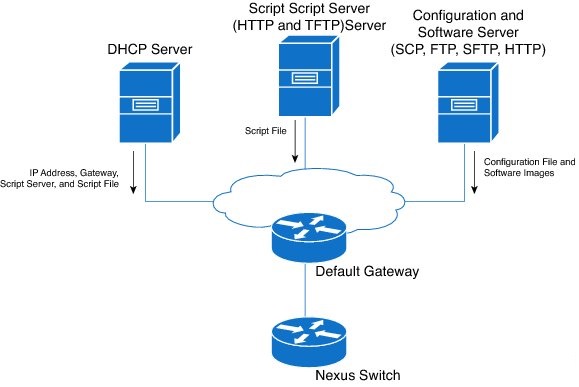 DHCP Server
Script Script Server
(HTTP and TFTP)Server
Configuration and
Software Server
(SCP, FTP, SFTP, HTTP)
IP Address, Gateway,
Script Server, and Script File
Script File
Configuration File and
Software Images
Default Gateway
Nexus Switch